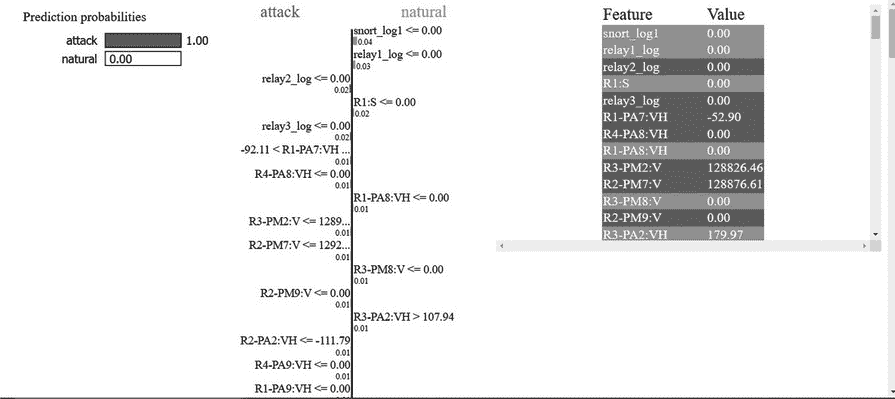 Prediction probabilities
attack 1.00
natural 0.00
attack natural
snort_log1 <= 0.00
0.04
relay1_log <= 0.00
0.03
relay2_log <= 0.00
0.02
R1:S <= 0.00
0.02
relay3_log <= 0.00
0.02
-92.11 < R1-PA7:VH ...
0.01
R4-PA8:VH <= 0.00
0.01
R1-PA8:VH <= 0.00
0.01
R3-PM2:V <= 1289...
0.01
R2-PM7:V <= 1292...
0.01
R3-PM8:V <= 0.00
0.01
R2-PM9:V <= 0.00
0.01
R3-PA2:VH > 107.94
0.01
R2-PA2:VH <= -111.79
0.01
R4-PA9:VH <= 0.00
0.01
R1-PA9:VH <= 0.00
Feature Value
snort_log1 0.00
relay1_log 0.00
relay2_log 0.00
R1:S 0.00
relay3_log 0.00
R1-PA7:VH -52.90
R4-PA8:VH 0.00
R1-PA8:VH 0.00
R3-PM2:V 128826.46
R2-PM7:V 128876.61
R3-PM8:V 0.00
R2-PM9:V 0.00
R3-PA2:VH 179.97